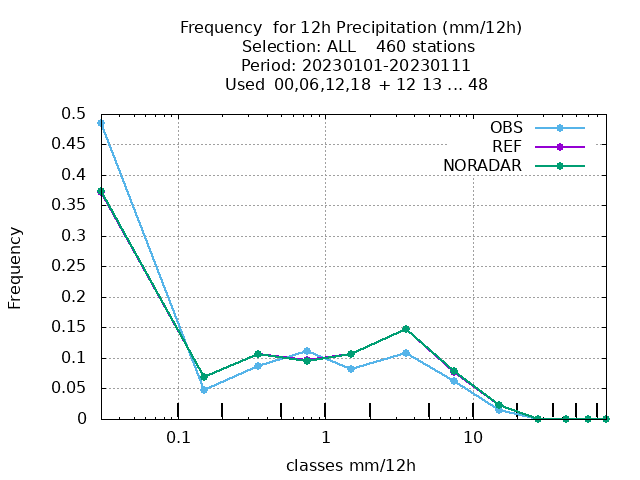 Frequency  for 12h Precipitation (mm/12h)
Selection: ALL    460 stations
Period: 20230101-20230111
Used  00,06,12,18  + 12 13 ... 48
OBS
REF
NORADAR
0.5
0.45
0.4
0.35
0.3
0.25
0.2
0.15
0.1
0.05
0
Frequency
0.1
1
10
classes mm/12h